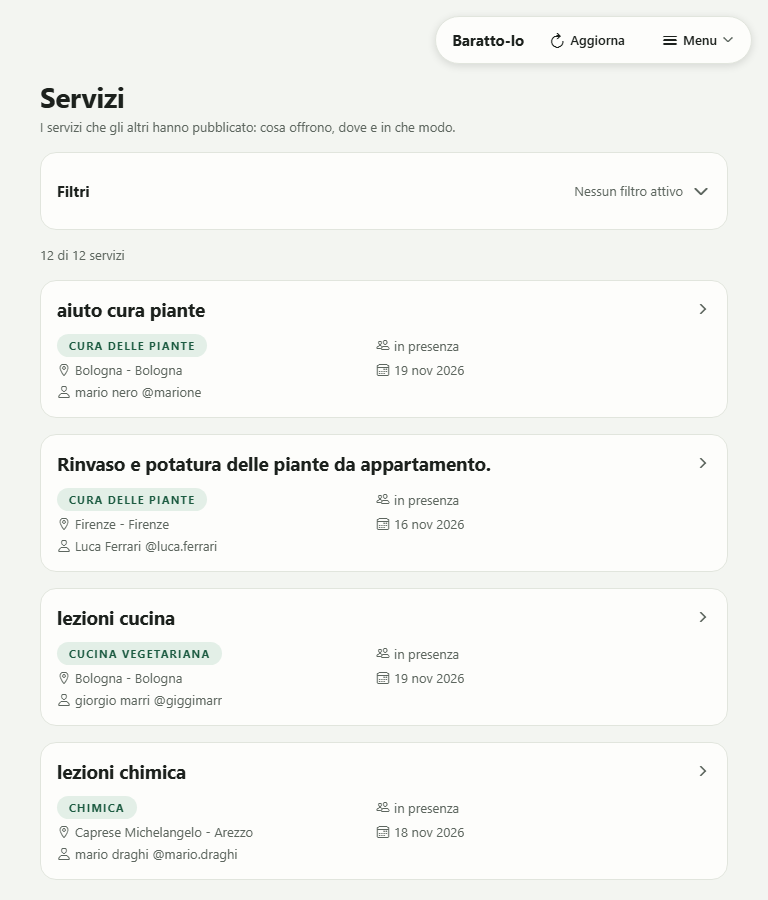 Baratto-lo Aggiorna Menu
Servizi
I servizi che gli altri hanno pubblicato: cosa offrono, dove e in che modo.
Filtri Nessun filtro attivo
12 di 12 servizi
aiuto cura piante
CURA DELLE PIANTE in presenza
Bologna - Bologna 19 nov 2026
mario nero @marione
Rinvaso e potatura delle piante da appartamento.
CURA DELLE PIANTE in presenza
Firenze - Firenze 16 nov 2026
Luca Ferrari @luca.ferrari
lezioni cucina
CUCINA VEGETARIANA in presenza
Bologna - Bologna 19 nov 2026
giorgio marri @giggimarr
lezioni chimica
CHIMICA in presenza
Caprese Michelangelo - Arezzo 18 nov 2026
mario draghi @mario.draghi